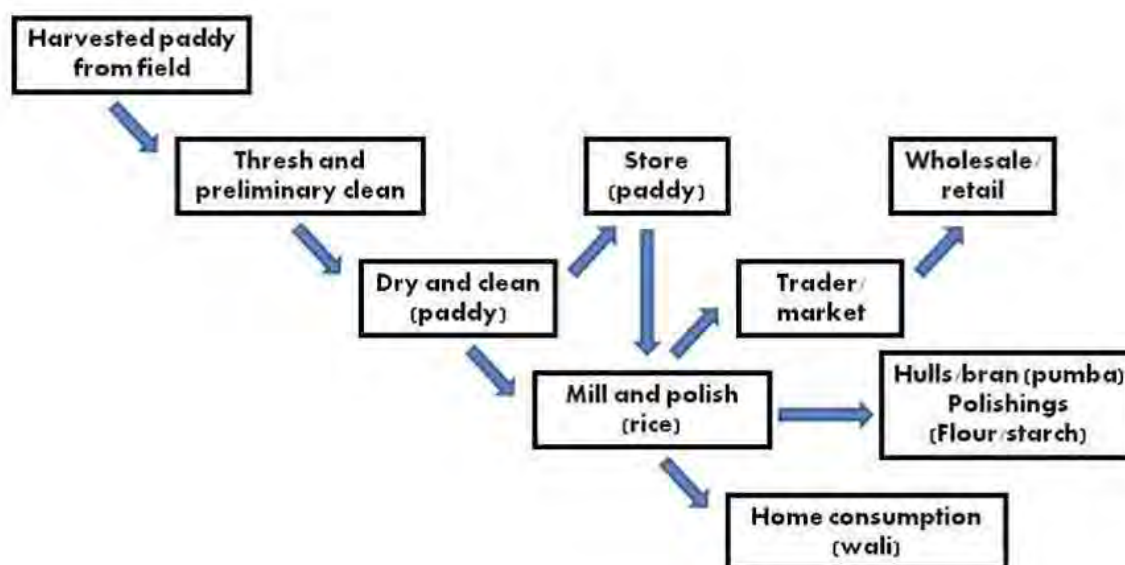 Harvested paddy
from field
Thresh and
preliminary clean
Store
(paddy)
Wholesale/
retail
Dry and clean
(paddy)
Trader/
market
Mill and polish
(rice)
Hulls/bran (pumba)
Polishings
(Flour/starch)
Home consumption
(wali)